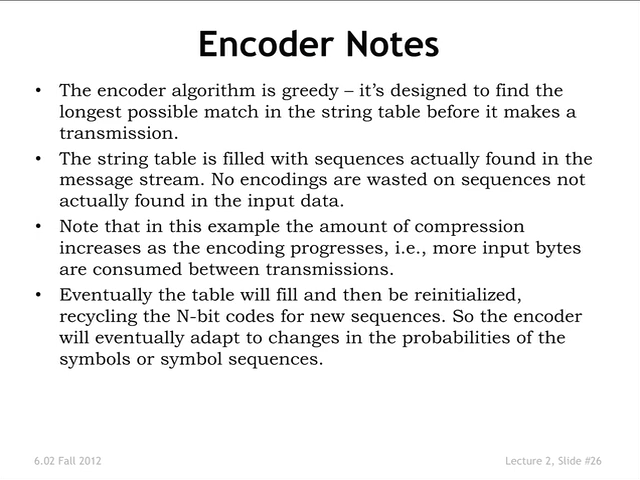 Encoder Notes
• The encoder algorithm is greedy – it's designed to find the
longest possible match in the string table before it makes a
transmission.
• The string table is filled with sequences actually found in the
message stream. No encodings are wasted on sequences not
actually found in the input data.
• Note that in this example the amount of compression
increases as the encoding progresses, i.e., more input bytes
are consumed between transmissions.
• Eventually the table will fill and then be reinitialized,
recycling the N-bit codes for new sequences. So the encoder
will eventually adapt to changes in the probabilities of the
symbols or symbol sequences.
6.02 Fall 2012
Lecture 2, Slide #26